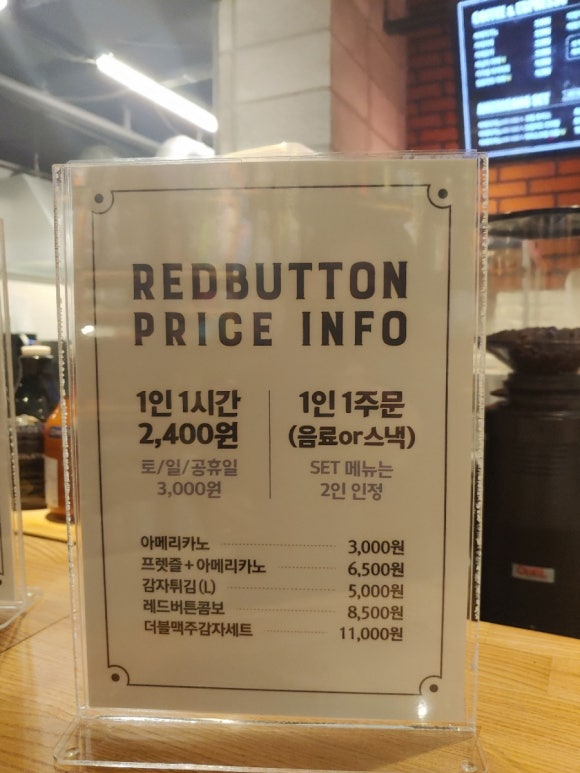 REDBUTTON
PRICE INFO
1인 1시간
2,400원
토/일/공휴일
3,000원
1인 1주문
(음료or스낵)
SET 메뉴는
2인 인정
아메리카노 3,000원
프렛즐+아메리카노 6,500원
감자튀김(L) 5,000원
레드버튼콤보 8,500원
더블맥주감자세트 11,000원